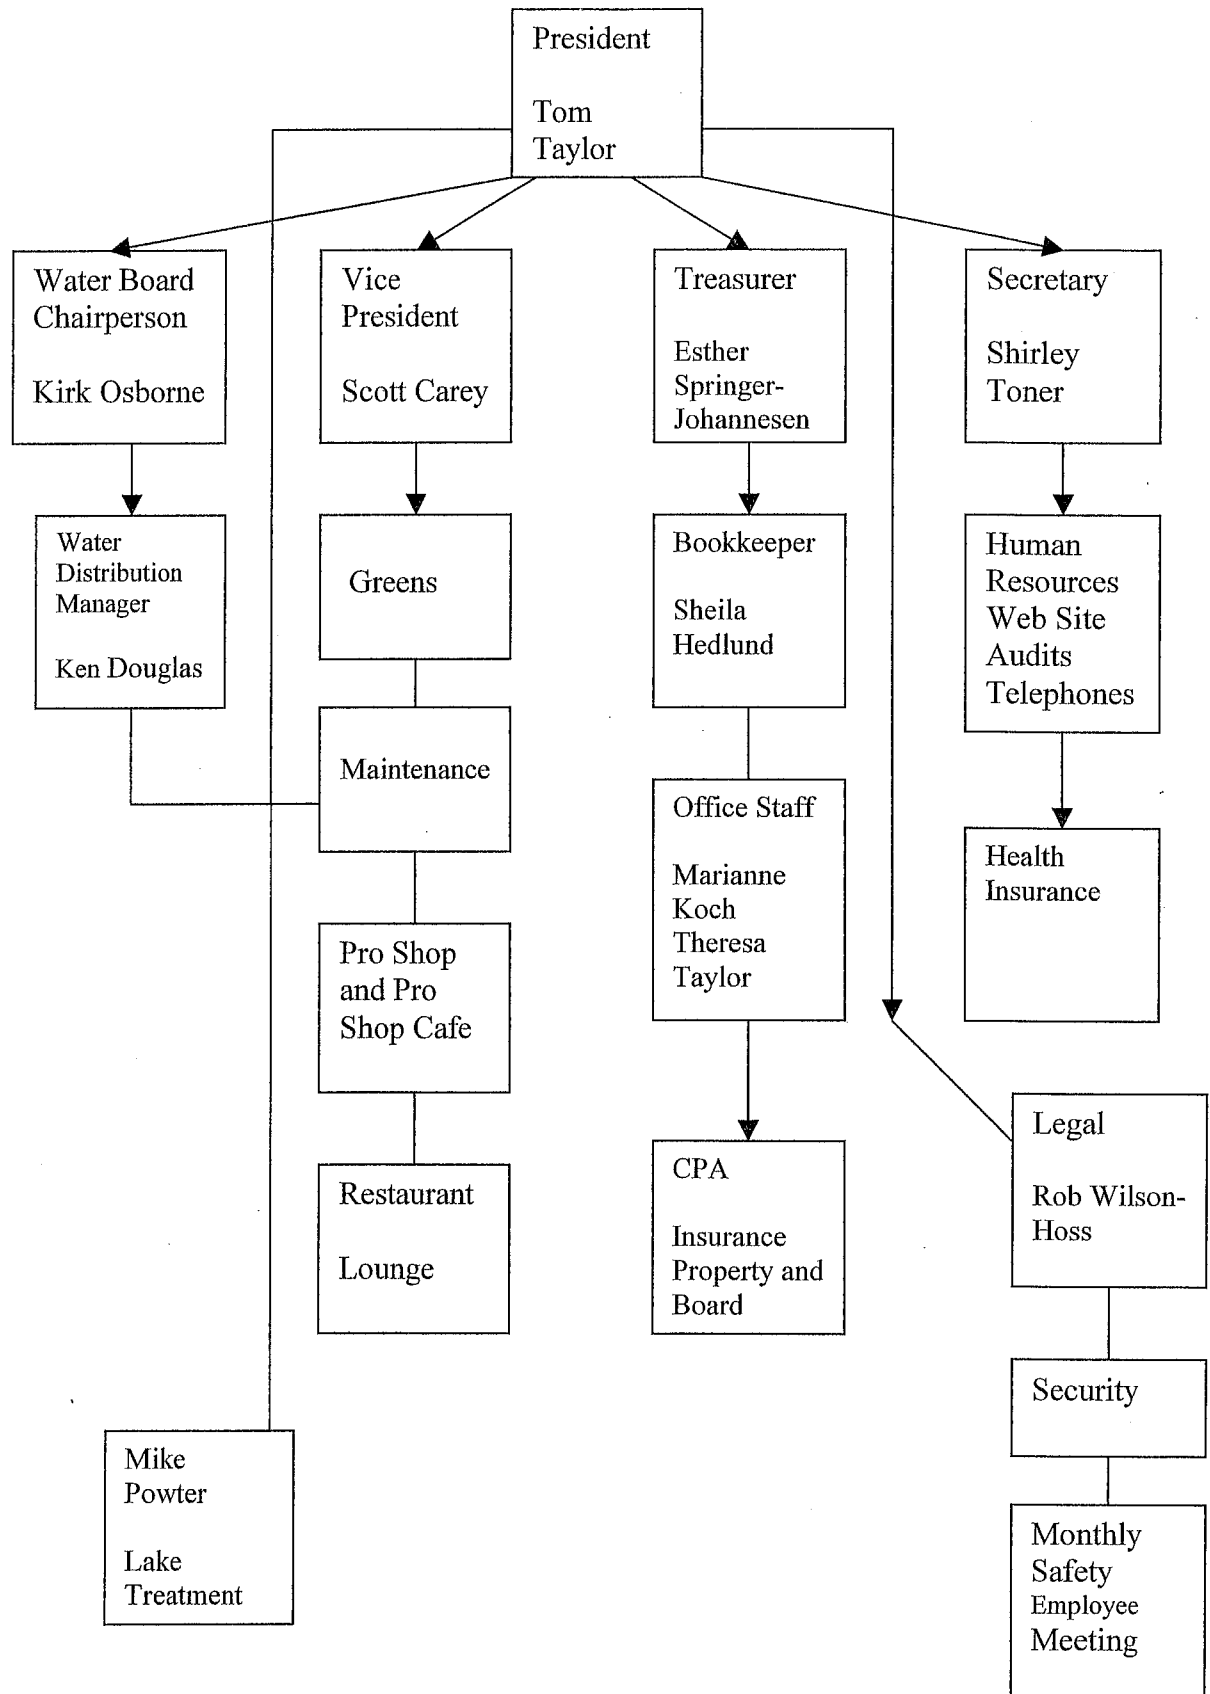 President
Tom
Taylor
Water Board
Chairperson
Kirk Osborne
Vice
President
Scott Carey
Treasurer
Esther
Springer-
Johannesen
Secretary
Shirley
Toner
Water
Distribution
Manager
Ken Douglas
Greens
Bookkeeper
Sheila
Hedlund
Human
Resources
Web Site
Audits
Telephones
Maintenance
Office Staff
Marianne
Koch
Theresa
Taylor
Health
Insurance
Pro Shop
and Pro
Shop Cafe
Legal
Rob Wilson-
Hoss
Restaurant
Lounge
CPA
Insurance
Property and
Board
Security
Mike
Powter
Lake
Treatment
Monthly
Safety
Employee
Meeting